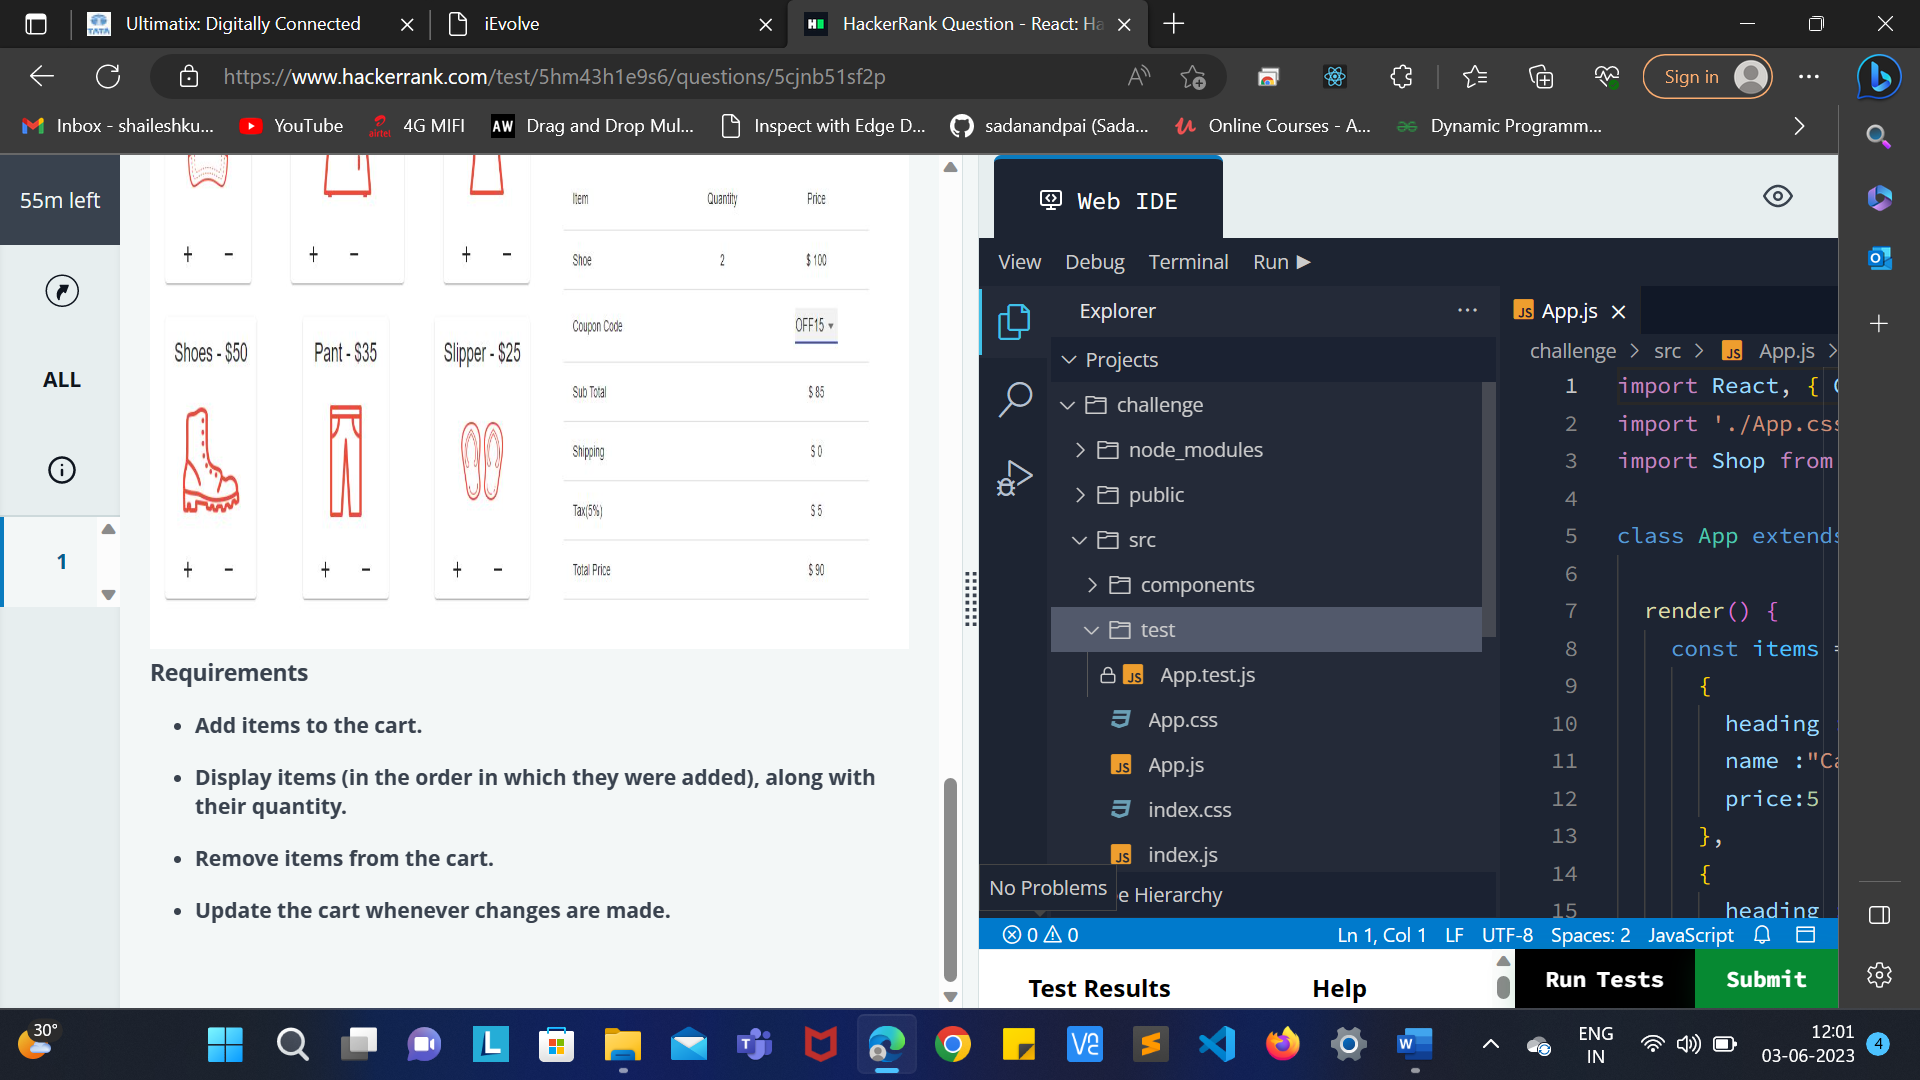 Ultimatix: Digitally Connected
iEvolve
HackerRank Question - React: Ha
https://www.hackerrank.com/test/5hm43h1e9s6/questions/5cjnb51sf2p
Sign in
Inbox - shaileshku...
YouTube
airtel
4G MIFI
AW
Drag and Drop Mul...
Inspect with Edge D...
sadanandpai (Sada...
Online Courses - A...
Dynamic Programm...
55m left
ALL
1
+ -
+ -
+ -
Shoes - $50
Pant - $35
Slipper - $25
+ -
+ -
+ -
Item Quantity Price
Shoe 2 $ 100
Coupon Code OFF15
Sub Total $ 85
Shipping $ 0
Tax(5%) $ 5
Total Price $ 90
Requirements
• Add items to the cart.
• Display items (in the order in which they were added), along with
their quantity.
• Remove items from the cart.
• Update the cart whenever changes are made.
Web IDE
View Debug Terminal Run
Explorer
Projects
challenge
node_modules
public
src
components
test
JS App.test.js
App.css
JS App.js
index.css
JS index.js
No Problems
e Hierarchy
JS App.js
challenge > src > JS App.js >
1 import React, {
2 import './App.css
3 import Shop from
4
5 class App extends
6
7 render() {
8 const items =
9 {
10 heading
11 name :"Ca
12 price:5
13 },
14 {
15 heading
0 0
Ln 1, Col 1 LF UTF-8 Spaces: 2 JavaScript
Test Results
Help
Run Tests
Submit
30°
ENG
IN
12:01
03-06-2023
4